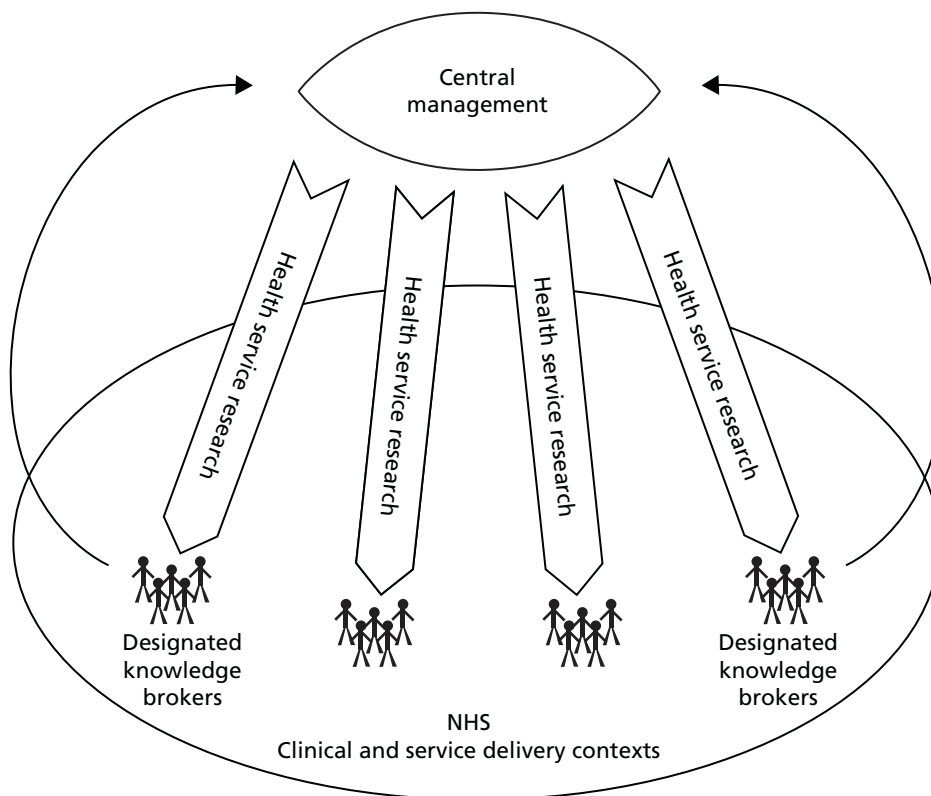 Central
management
Health service research
Health service research
Health service research
Health service research
Designated
knowledge
brokers
Designated
knowledge
brokers
NHS
Clinical and service delivery contexts